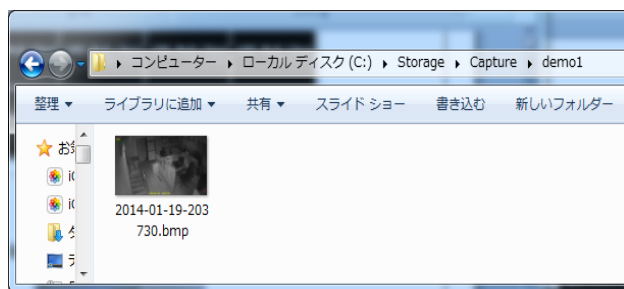 コンピューター ローカル ディスク (C:) Storage Capture demo1
整理 ライブラリに追加 共有 スライド ショー 書き込む 新しいフォルダー
2014-01-19-203
730.bmp